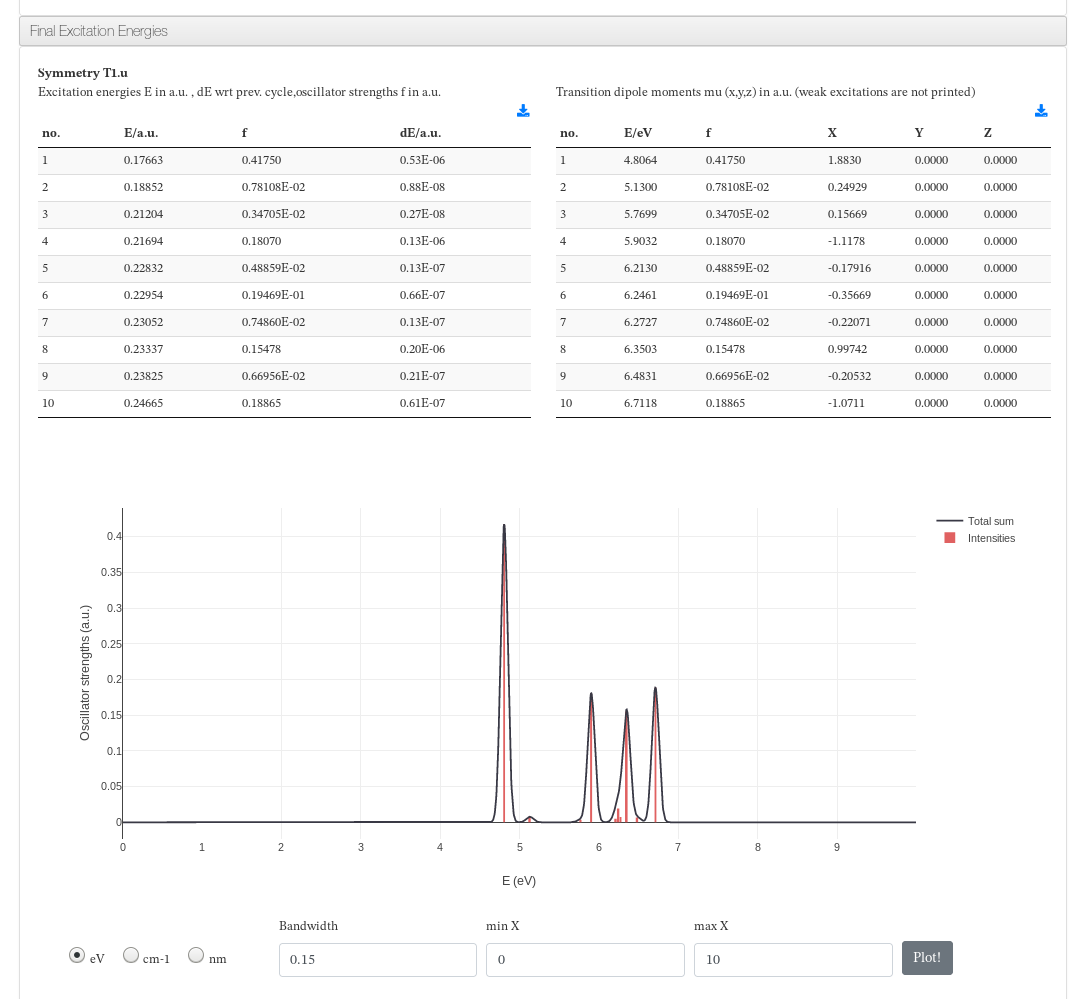 Final Excitation Energies
Symmetry T1.u
Excitation energies E in a.u. , dE wrt prev. cycle,oscillator strengths f in a.u.
no. E/a.u. f dE/a.u.
1 0.17663 0.41750 0.53E-06
2 0.18852 0.78108E-02 0.88E-08
3 0.21204 0.34705E-02 0.27E-08
4 0.21694 0.18070 0.13E-06
5 0.22832 0.48859E-02 0.13E-07
6 0.22954 0.19469E-01 0.66E-07
7 0.23052 0.74860E-02 0.13E-07
8 0.23337 0.15478 0.20E-06
9 0.23825 0.66956E-02 0.21E-07
10 0.24665 0.18865 0.61E-07
Transition dipole moments mu (x,y,z) in a.u. (weak excitations are not printed)
no. E/eV f X Y Z
1 4.8064 0.41750 1.8830 0.0000 0.0000
2 5.1300 0.78108E-02 0.24929 0.0000 0.0000
3 5.7699 0.34705E-02 0.15669 0.0000 0.0000
4 5.9032 0.18070 -1.1178 0.0000 0.0000
5 6.2130 0.48859E-02 -0.17916 0.0000 0.0000
6 6.2461 0.19469E-01 -0.35669 0.0000 0.0000
7 6.2727 0.74860E-02 -0.22071 0.0000 0.0000
8 6.3503 0.15478 0.99742 0.0000 0.0000
9 6.4831 0.66956E-02 -0.20532 0.0000 0.0000
10 6.7118 0.18865 -1.0711 0.0000 0.0000
Oscillator strengths (a.u.)
0.4
0.35
0.3
0.25
0.2
0.15
0.1
0.05
0
0 1 2 3 4 5 6 7 8 9
E (eV)
Total sum
Intensities
Bandwidth min X max X
eV cm-1 nm 0.15 0 10 Plot!